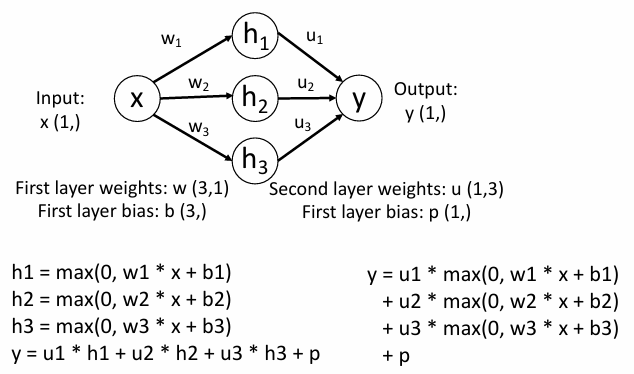 w1
h1
u1
Input:
x (1,)
x
w2
h2
u2
y
Output:
y (1,)
w3
h3
u3
First layer weights: w (3,1)
First layer bias: b (3,)
Second layer weights: u (1,3)
First layer bias: p (1,)
h1 = max(0, w1 * x + b1)
h2 = max(0, w2 * x + b2)
h3 = max(0, w3 * x + b3)
y = u1 * h1 + u2 * h2 + u3 * h3 + p
y = u1 * max(0, w1 * x + b1)
+ u2 * max(0, w2 * x + b2)
+ u3 * max(0, w3 * x + b3)
+ p